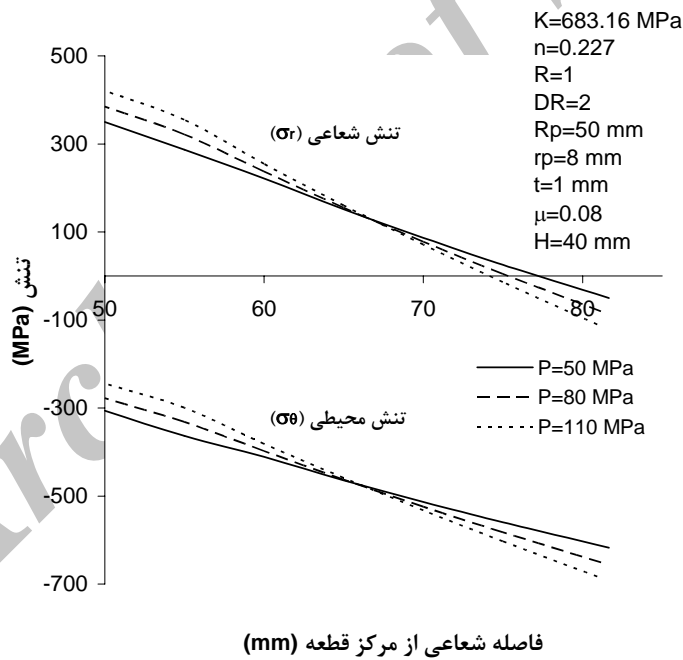 K=683.16 MPa
n=0.227
R=1
DR=2
Rp=50 mm
rp=8 mm
t=1 mm
μ=0.08
H=40 mm
500
300
100
-100
-300
-500
-700
50
60
70
80
تنش شعاعی (σr)
تنش محیطی (σθ)
P=50 MPa
P=80 MPa
P=110 MPa
تنش (MPa)
فاصله شعاعی از مرکز قطعه (mm)